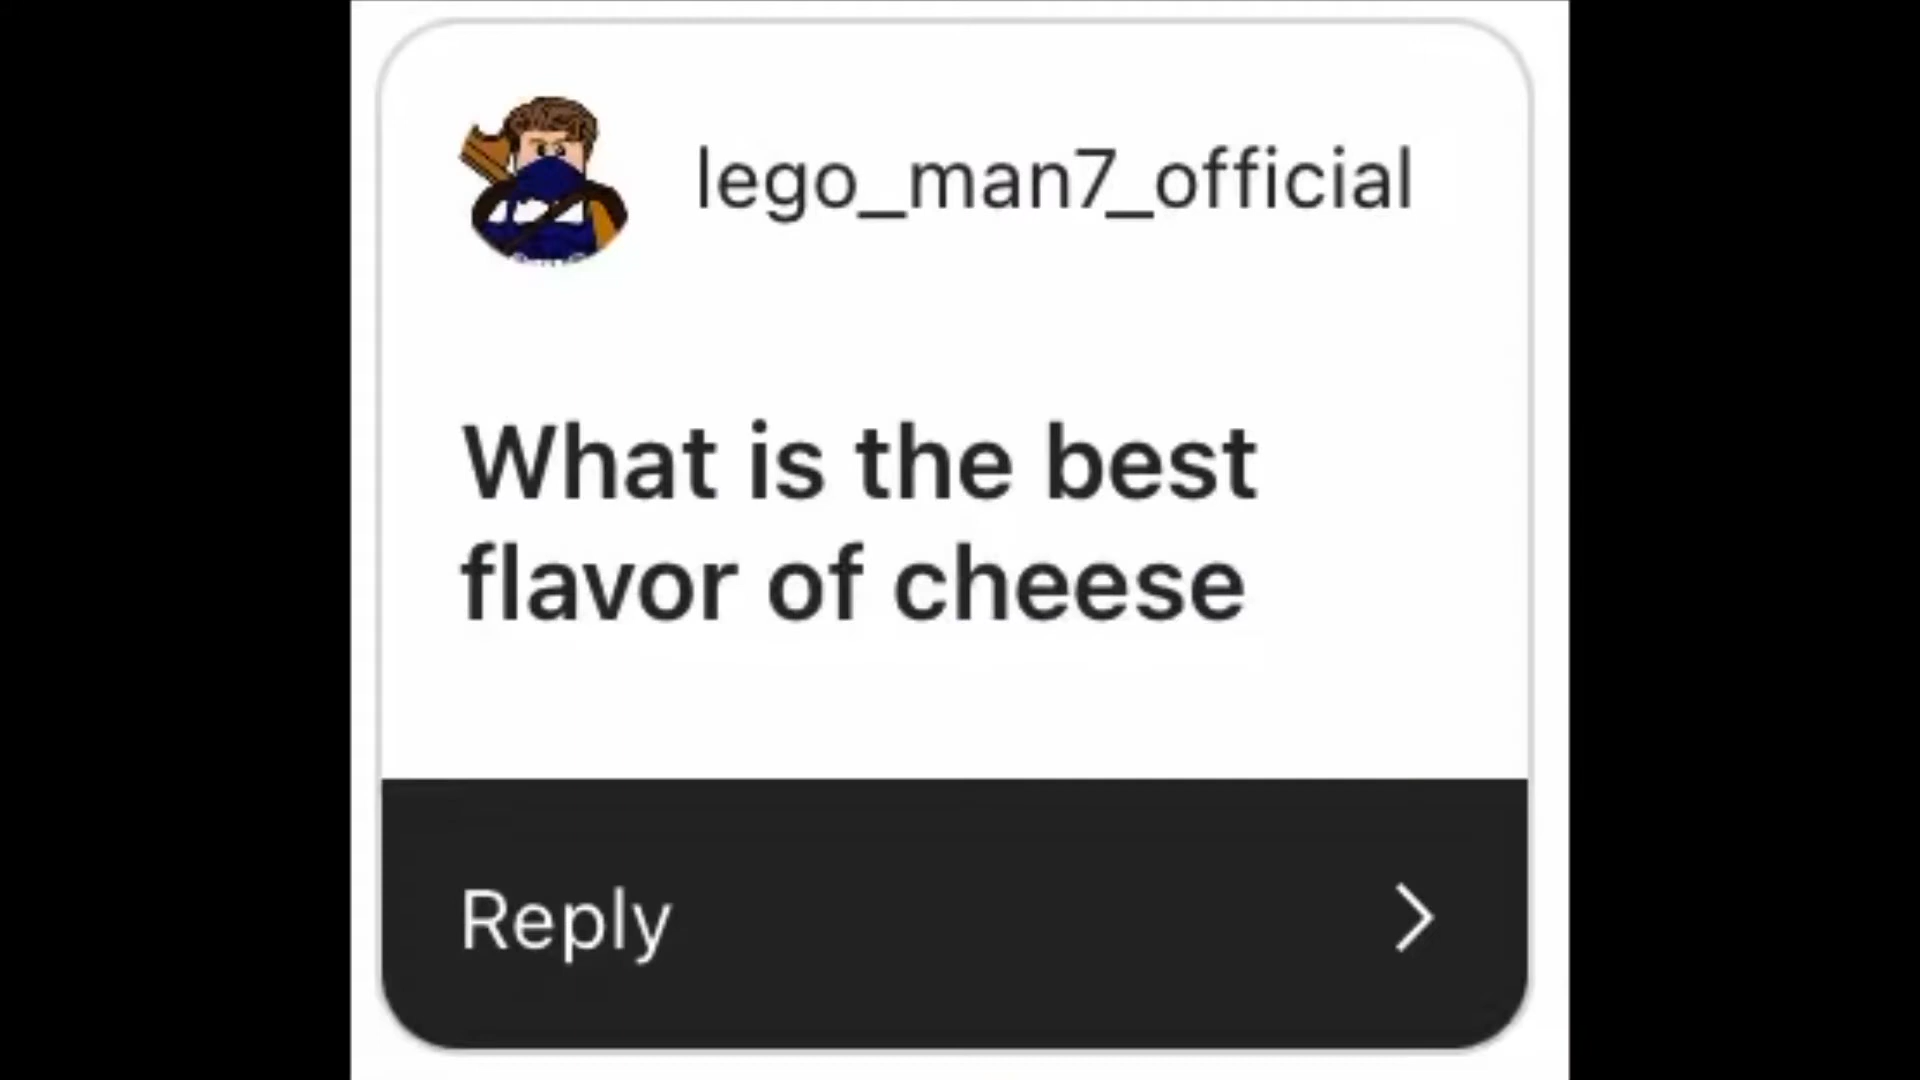 lego_man7_official
What is the best
flavor of cheese
Reply